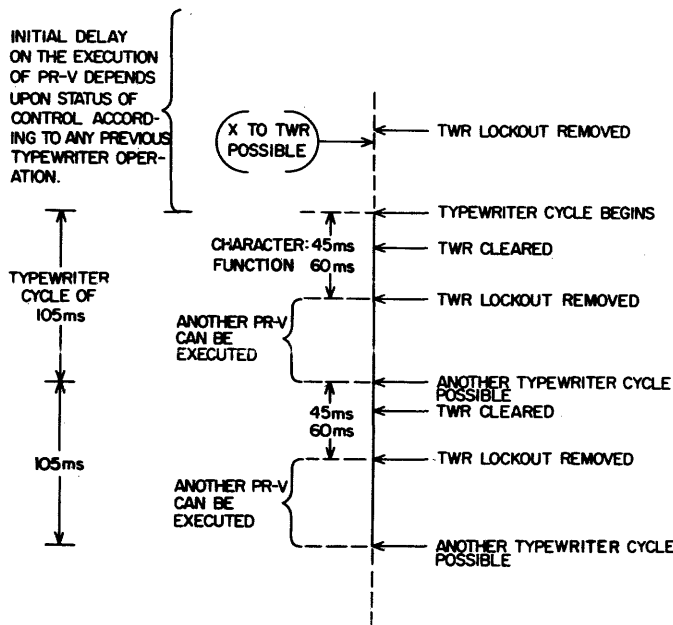 INITIAL DELAY
ON THE EXECUTION
OF PR-V DEPENDS
UPON STATUS OF
CONTROL ACCORD-
ING TO ANY PREVIOUS
TYPEWRITER OPER-
ATION.
X TO TWR
POSSIBLE
TWR LOCKOUT REMOVED
TYPEWRITER CYCLE BEGINS
CHARACTER: 45ms
FUNCTION 60ms
TWR CLEARED
TYPEWRITER
CYCLE OF
105ms
TWR LOCKOUT REMOVED
ANOTHER PR-V
CAN BE
EXECUTED
ANOTHER TYPEWRITER CYCLE
POSSIBLE
45ms
60ms
TWR CLEARED
105ms
TWR LOCKOUT REMOVED
ANOTHER PR-V
CAN BE
EXECUTED
ANOTHER TYPEWRITER CYCLE
POSSIBLE